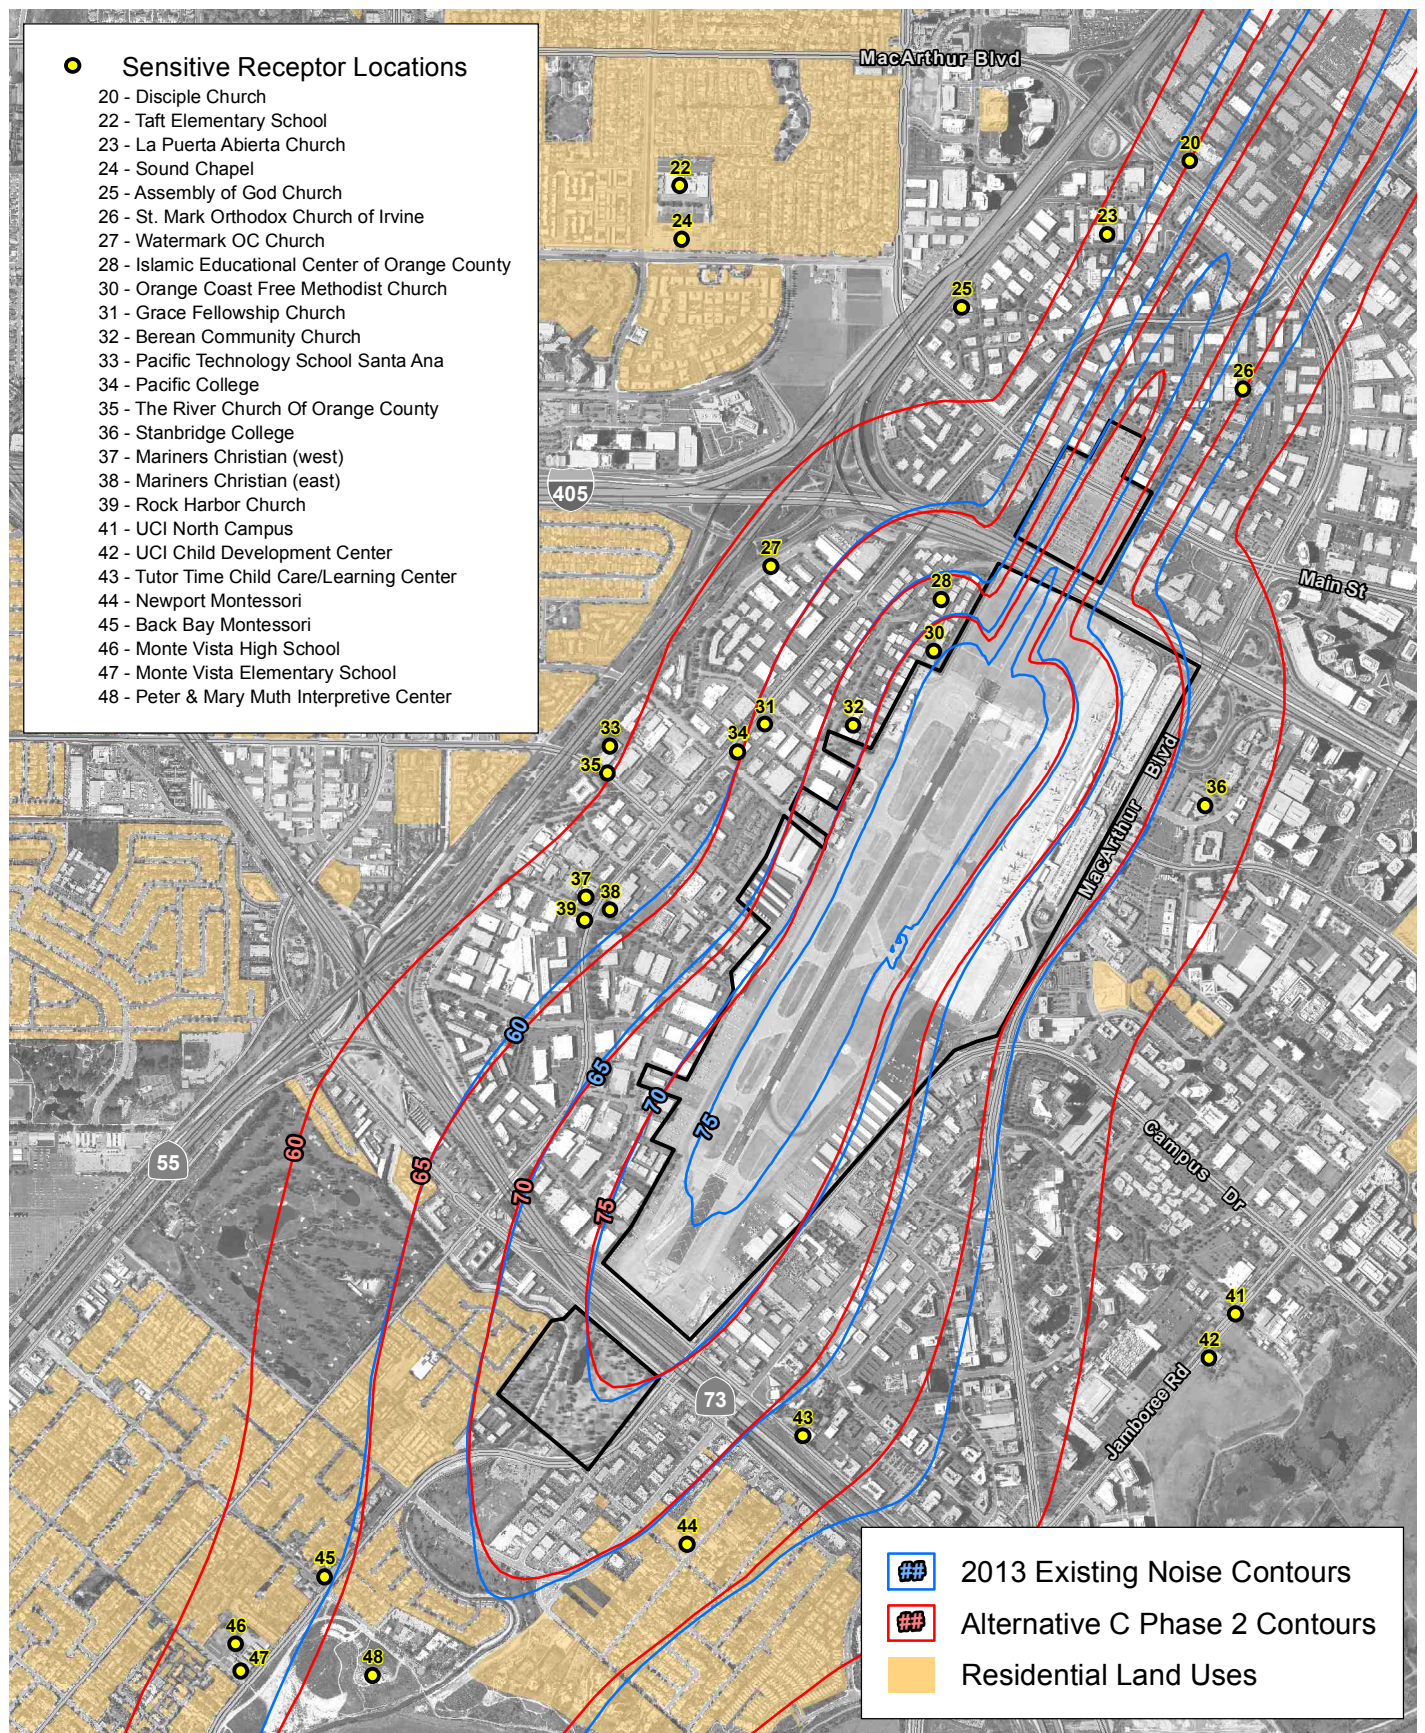 Sensitive Receptor Locations
20 - Disciple Church
22 - Taft Elementary School
23 - La Puerta Abierta Church
24 - Sound Chapel
25 - Assembly of God Church
26 - St. Mark Orthodox Church of Irvine
27 - Watermark OC Church
28 - Islamic Educational Center of Orange County
30 - Orange Coast Free Methodist Church
31 - Grace Fellowship Church
32 - Berean Community Church
33 - Pacific Technology School Santa Ana
34 - Pacific College
35 - The River Church Of Orange County
36 - Stanbridge College
37 - Mariners Christian (west)
38 - Mariners Christian (east)
39 - Rock Harbor Church
41 - UCI North Campus
42 - UCI Child Development Center
43 - Tutor Time Child Care/Learning Center
44 - Newport Montessori
45 - Back Bay Montessori
46 - Monte Vista High School
47 - Monte Vista Elementary School
48 - Peter & Mary Muth Interpretive Center
MacArthur Blvd
20
22
23
24
25
26
405
27
Main St
28
30
31
32
33
34
35
MacArthur Blvd
36
37
38
39
60
65
70
75
Campus Dr
60
65
70
75
55
41
42
Jamboree Rd
73
43
44
45
46
47
48
## 2013 Existing Noise Contours
## Alternative C Phase 2 Contours
Residential Land Uses